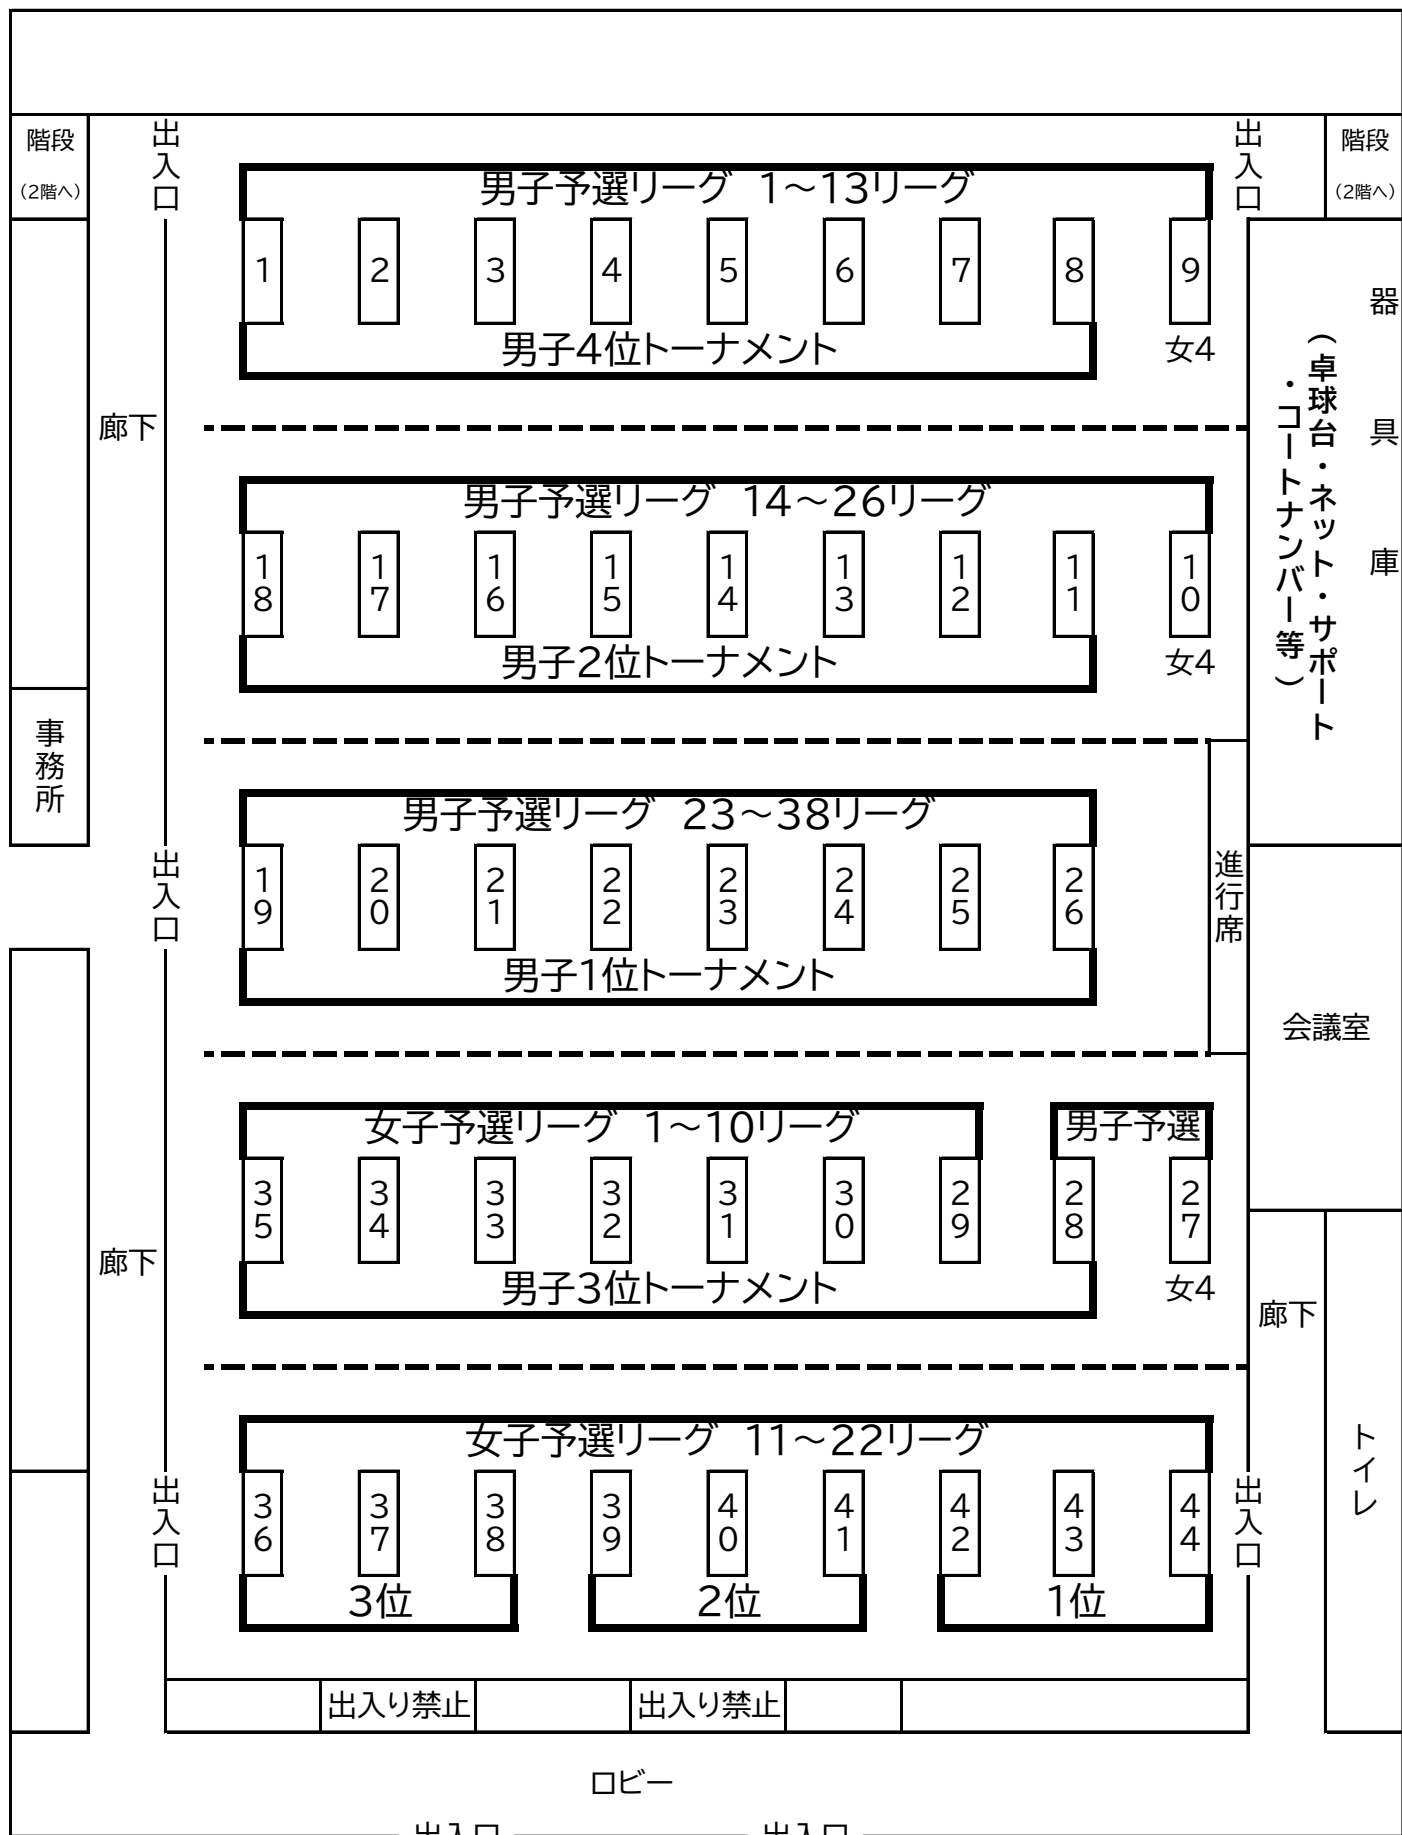 階段
(2階へ)
出入口
出入口
階段
(2階へ)
男子予選リーグ 1～13リーグ
1 2 3 4 5 6 7 8 9
男子4位トーナメント
女4
器具庫
(卓球台・ネット・サポート
・コートナンバー等)
廊下
男子予選リーグ 14～26リーグ
18 17 16 15 14 13 12 11 10
男子2位トーナメント
女4
事務所
男子予選リーグ 23～38リーグ
出入口
19 20 21 22 23 24 25 26
進行席
男子1位トーナメント
会議室
女子予選リーグ 1～10リーグ
男子予選
35 34 33 32 31 30 29 28 27
廊下
男子3位トーナメント
女4
廊下
女子予選リーグ 11～22リーグ
トイレ
出入口
36 37 38 39 40 41 42 43 44
出入口
3位
2位
1位
出入り禁止
出入り禁止
ロビー
出入口
出入口